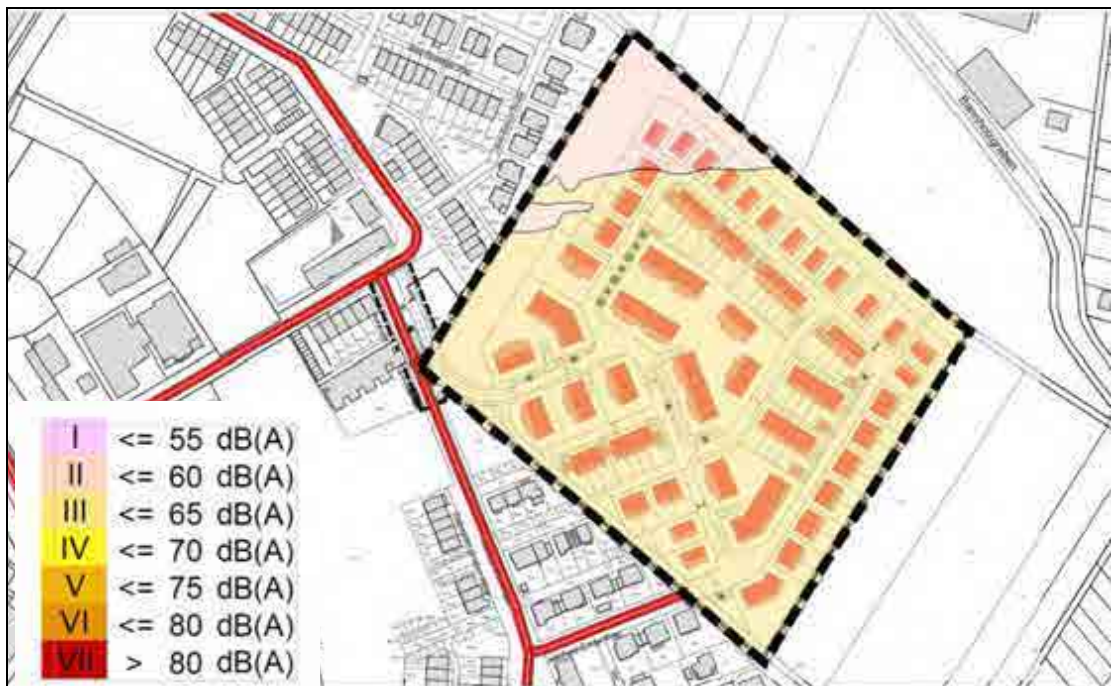 I <= 55 dB(A)
II <= 60 dB(A)
III <= 65 dB(A)
IV <= 70 dB(A)
V <= 75 dB(A)
VI <= 80 dB(A)
VII > 80 dB(A)